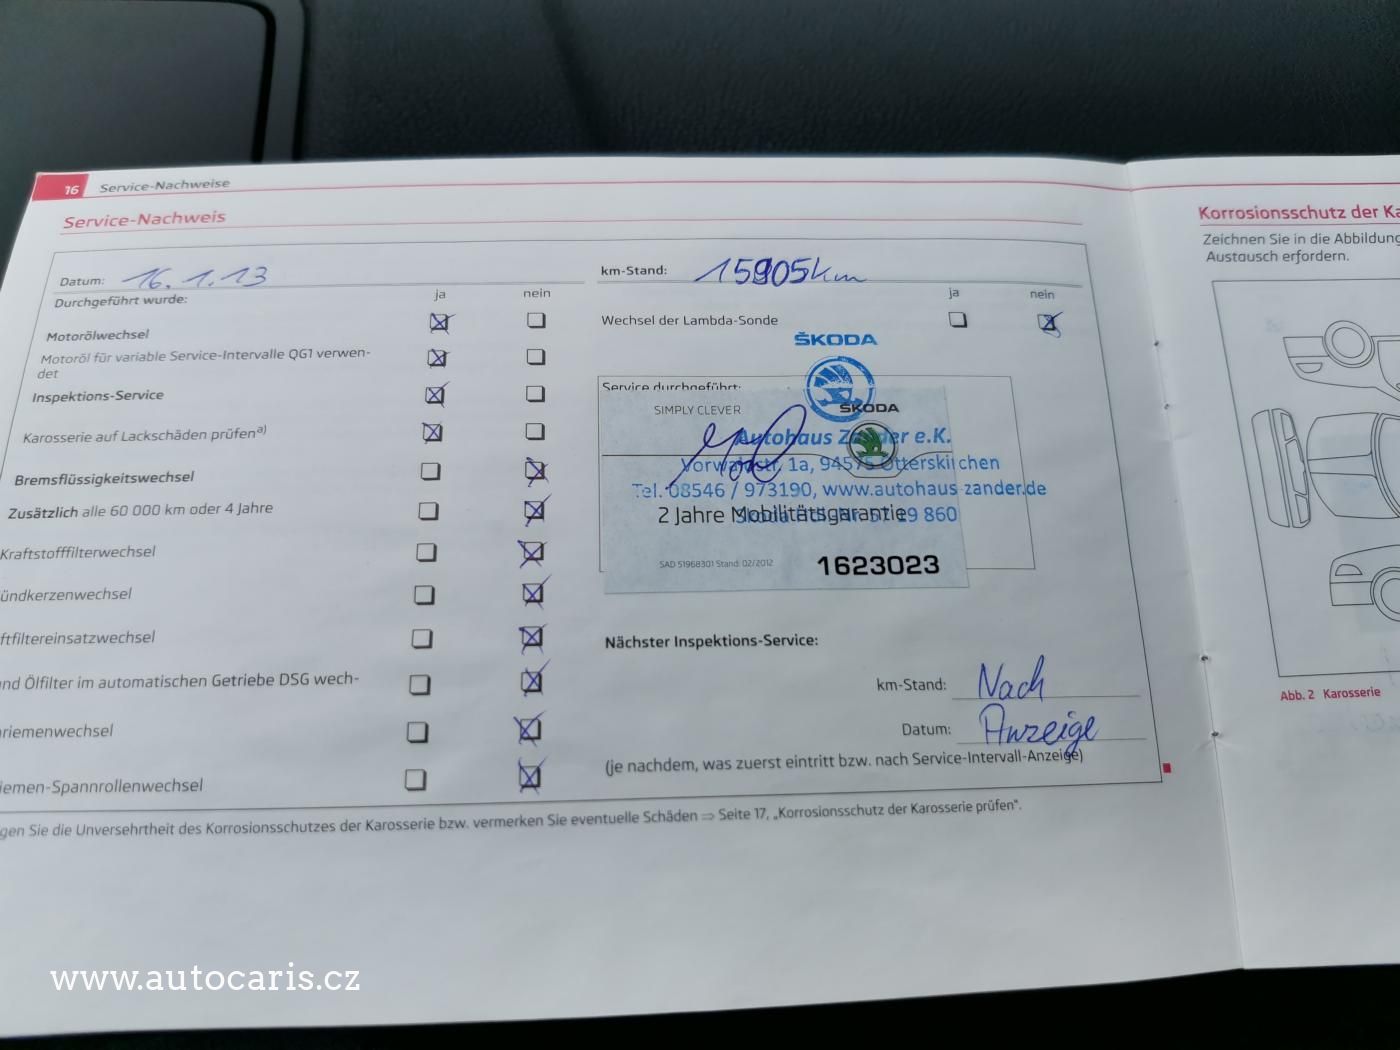 16 Service-Nachweise
Service-Nachweis
Datum: 16.1.13
km-Stand: 15905km
Durchgeführt wurde:
ja nein
ja nein
Motorölwechsel
Motoröl für variable Service-Intervalle QG1 verwen-
det
Inspektions-Service
Karosserie auf Lackschäden prüfena)
Bremsflüssigkeitswechsel
Zusätzlich alle 60 000 km oder 4 Jahre
Kraftstofffilterwechsel
ündkerzenwechsel
ftfiltereinsatzwechsel
nd Ölfilter im automatischen Getriebe DSG wech-
riemenwechsel
iemen-Spannrollenwechsel
Wechsel der Lambda-Sonde
ŠKODA
Service durchgeführt:
SIMPLY CLEVER
ŠKODA
Autohaus Zander e.K.
Vorwaldstr. 1a, 94575 Otterskirchen
Tel. 08546 / 973190, www.autohaus-zander.de
2 Jahre Mobilitätsgarantie
860
SAD 51968301 Stand: 02/2012
1623023
Nächster Inspektions-Service:
km-Stand: Nach
Datum: Anzeige
(je nachdem, was zuerst eintritt bzw. nach Service-Intervall-Anzeige)
gen Sie die Unversehrtheit des Korrosionsschutzes der Karosserie bzw. vermerken Sie eventuelle Schäden ⇒ Seite 17, „Korrosionsschutz der Karosserie prüfen“.
Korrosionsschutz der Ka
Zeichnen Sie in die Abbildung
Austausch erfordern.
Abb. 2 Karosserie
www.autocaris.cz